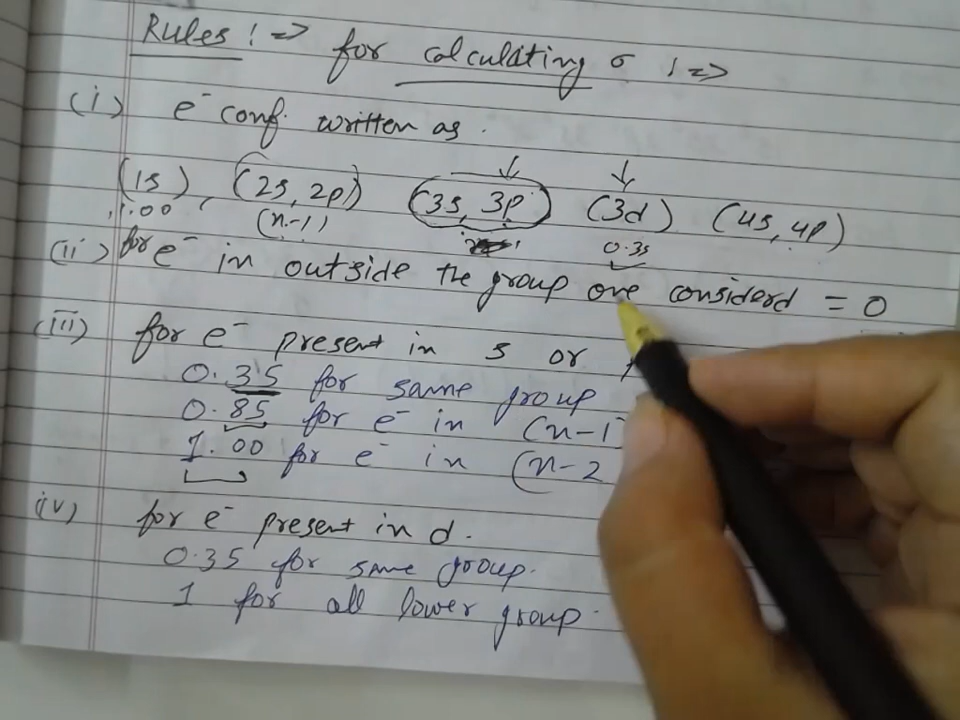 Rules :⇒ for calculating σ :⇒
(i) e⁻ conf. written as.
(1s), (2s, 2p) (3s, 3p) (3d) (4s, 4p)
1.00 (n-1) 0.35
(ii) for e⁻ in outside the group are considerd = 0
(iii) for e⁻ present in s or
0.35 for same group
0.85 for e⁻ in (n-1
1.00 for e⁻ in (n-2
(iv) for e⁻ present in d.
0.35 for same group.
1 for all lower group.